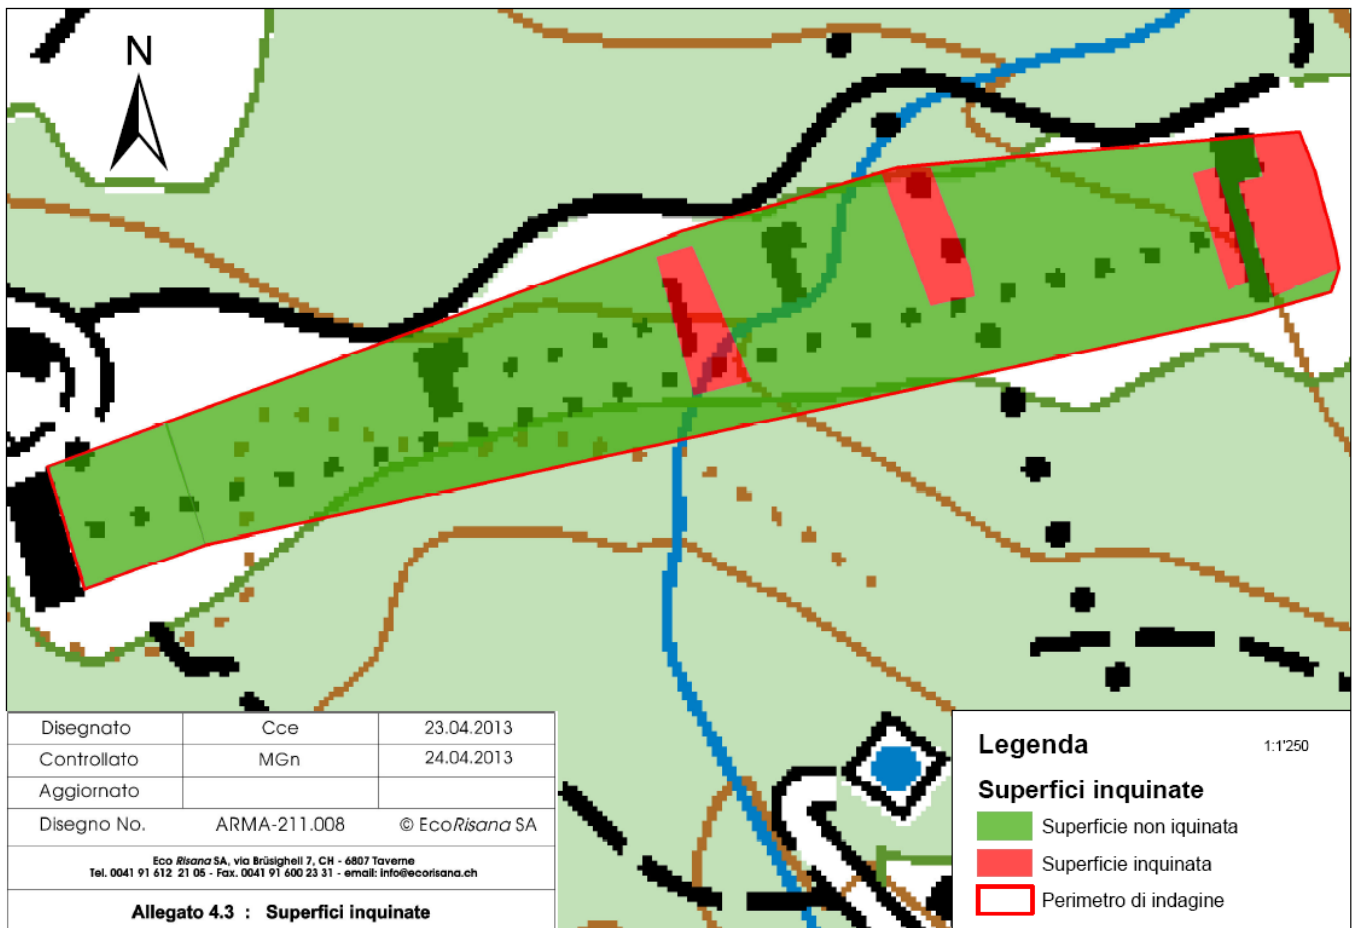 N
Disegnato Cce 23.04.2013
Controllato MGn 24.04.2013
Aggiornato
Disegno No. ARMA-211.008 © EcoRisana SA
Eco Risana SA, via Brüsighell 7, CH - 6807 Taverne
Tel. 0041 91 612 21 05 - Fax. 0041 91 600 23 31 - email: info@ecorisana.ch
Allegato 4.3 : Superfici inquinate
Legenda 1:1'250
Superfici inquinate
Superficie non iquinata
Superficie inquinata
Perimetro di indagine